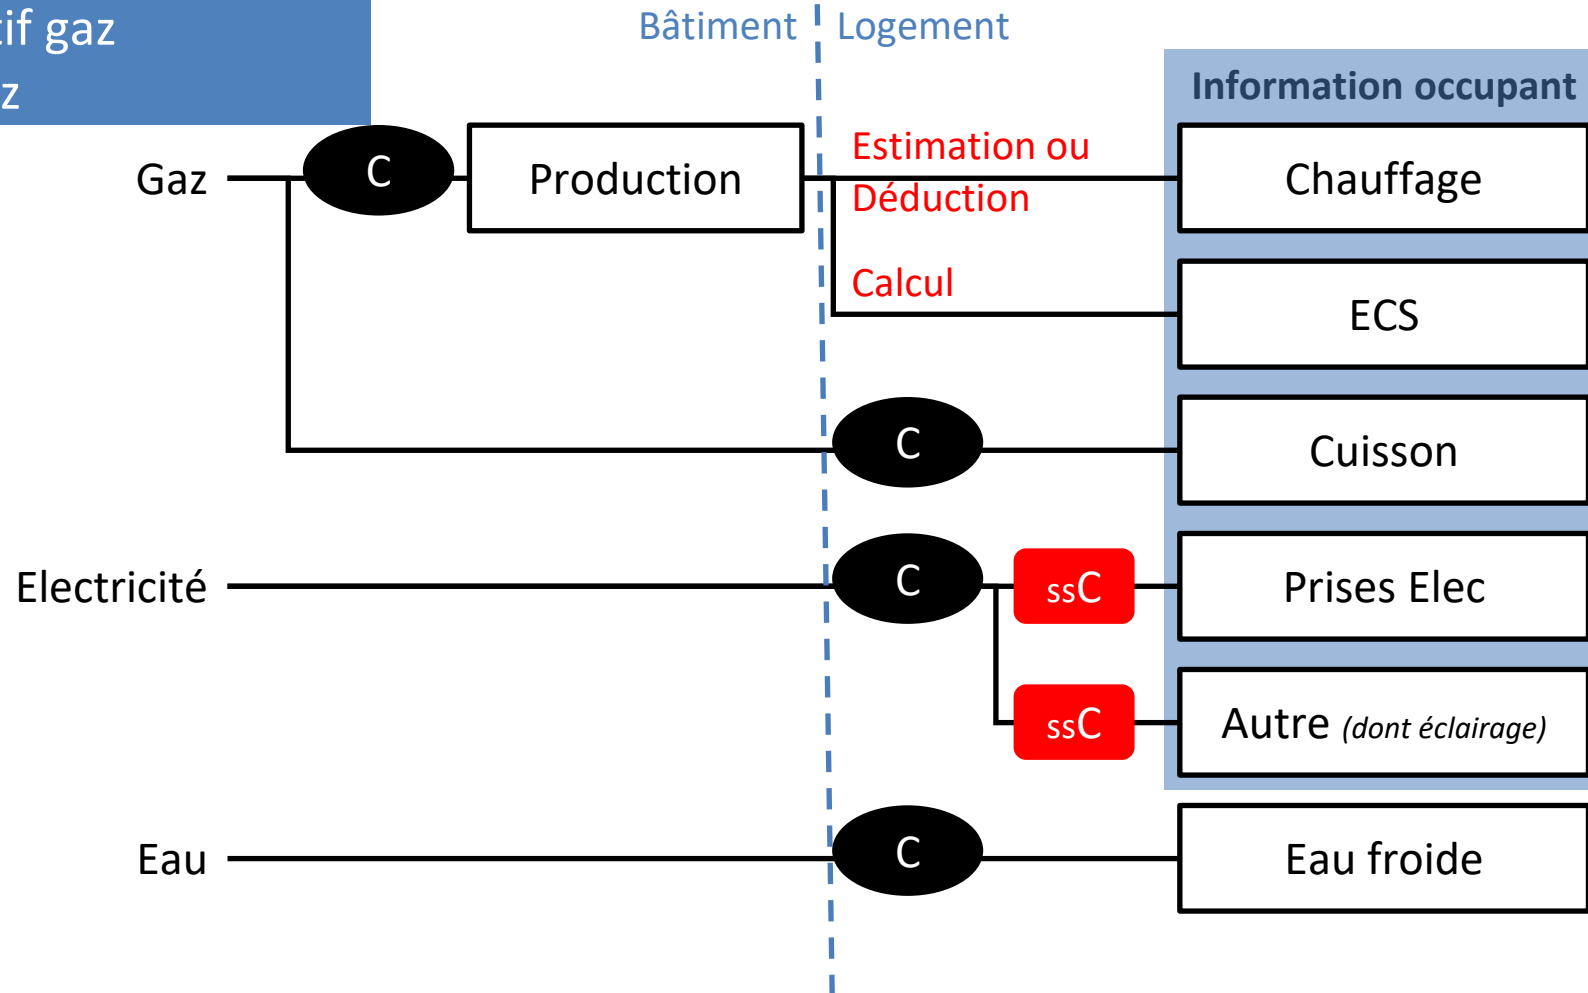 gaz
Bâtiment Logement
Information occupant
Gaz C Production Estimation ou Chauffage
Déduction
Calcul
ECS
C Cuisson
Electricité C ssC Prises Elec
ssC Autre (dont éclairage)
Eau C Eau froide